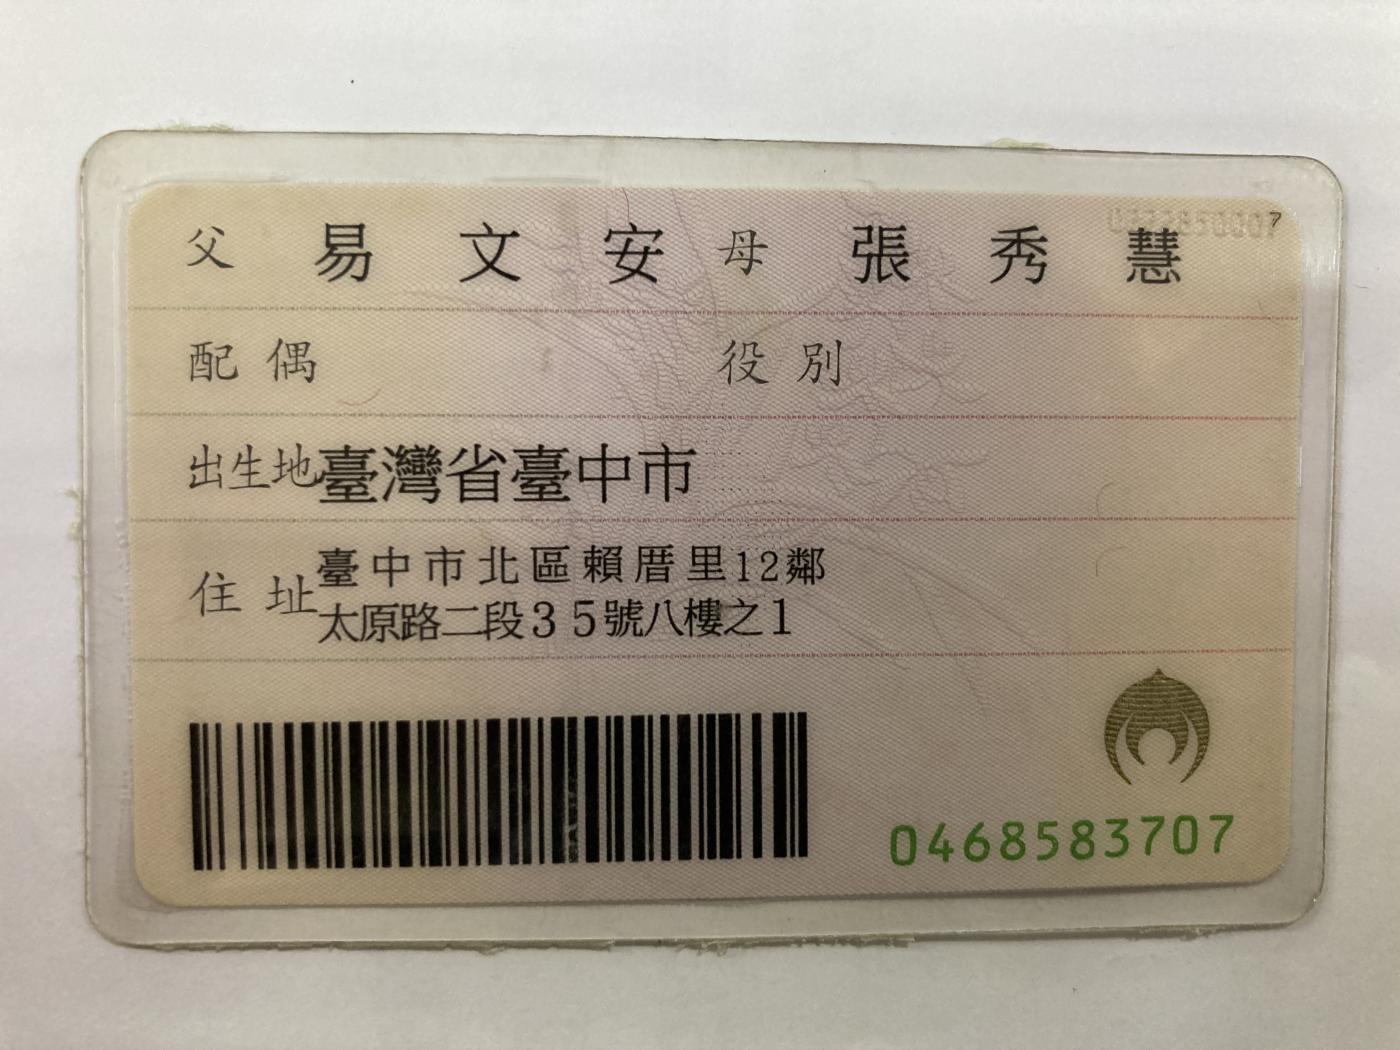 父 易文安 母 張秀慧
配偶 役別
出生地 臺灣省臺中市
住址 臺中市北區賴厝里12鄰
太原路二段35號八樓之1
0468583707